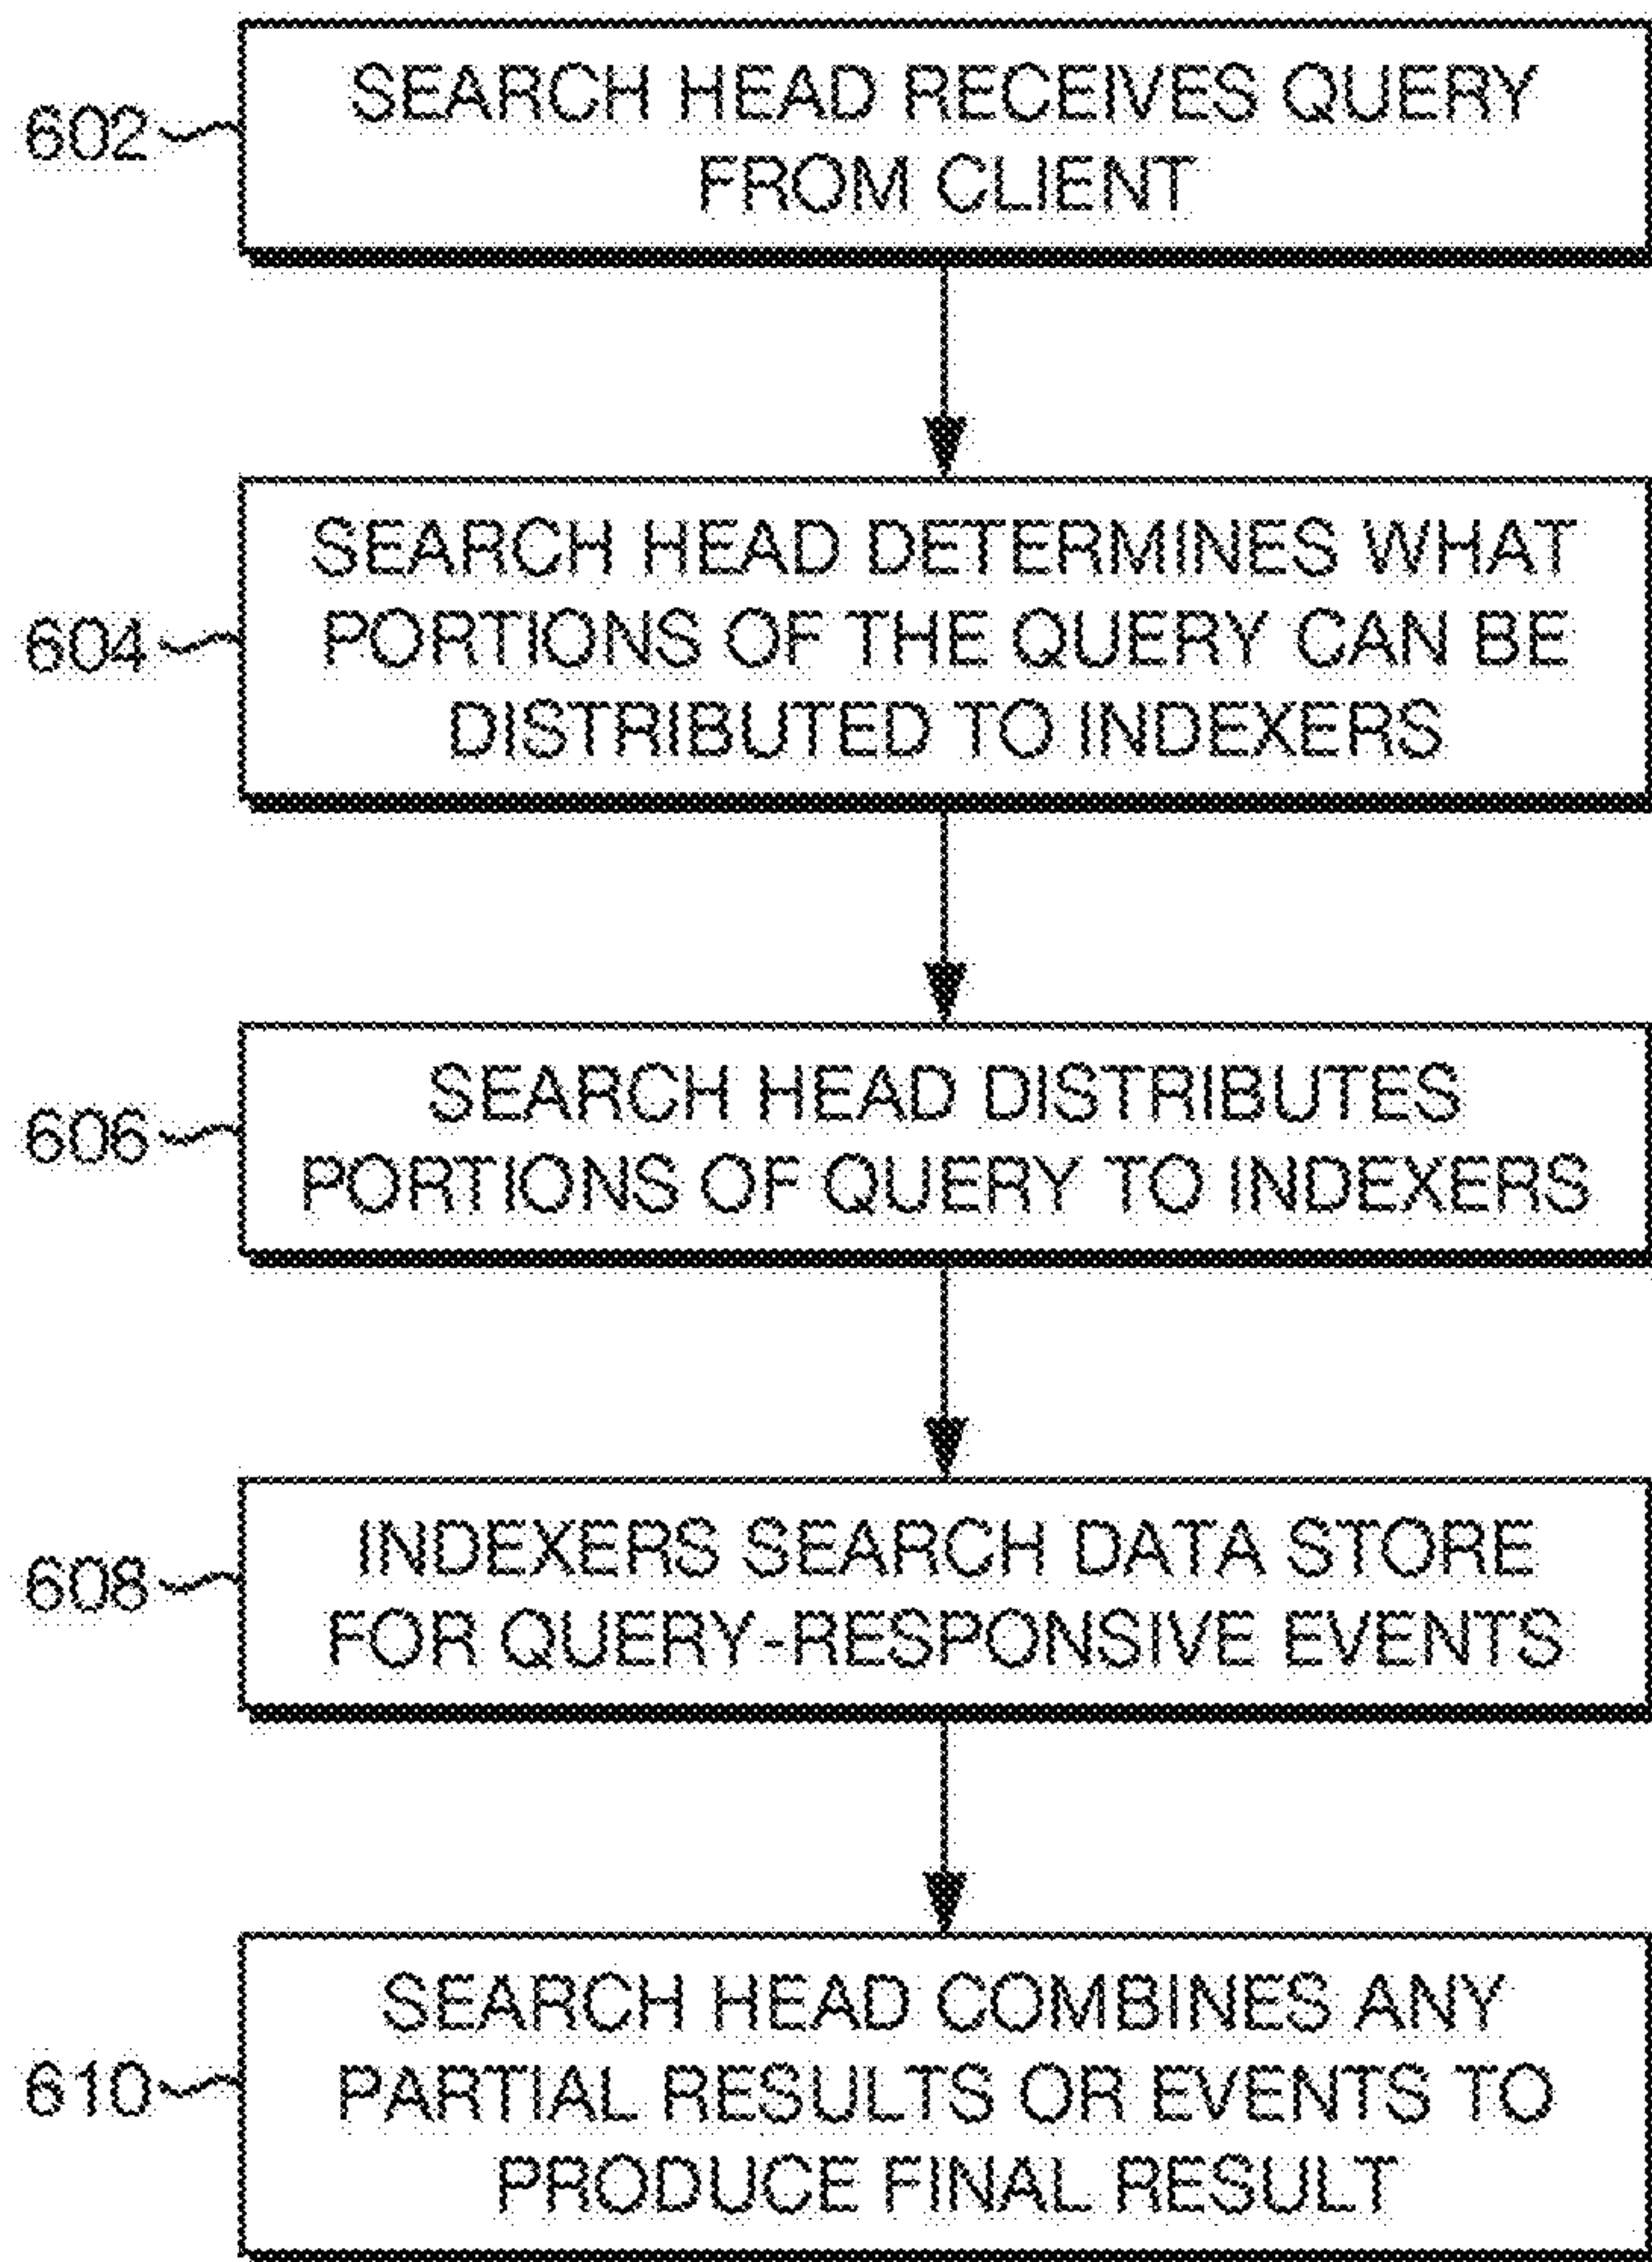 602
SEARCH HEAD RECEIVES QUERY
FROM CLIENT
604
SEARCH HEAD DETERMINES WHAT
PORTIONS OF THE QUERY CAN BE
DISTRIBUTED TO INDEXERS
606
SEARCH HEAD DISTRIBUTES
PORTIONS OF QUERY TO INDEXERS
608
INDEXERS SEARCH DATA STORE
FOR QUERY-RESPONSIVE EVENTS
610
SEARCH HEAD COMBINES ANY
PARTIAL RESULTS OR EVENTS TO
PRODUCE FINAL RESULT